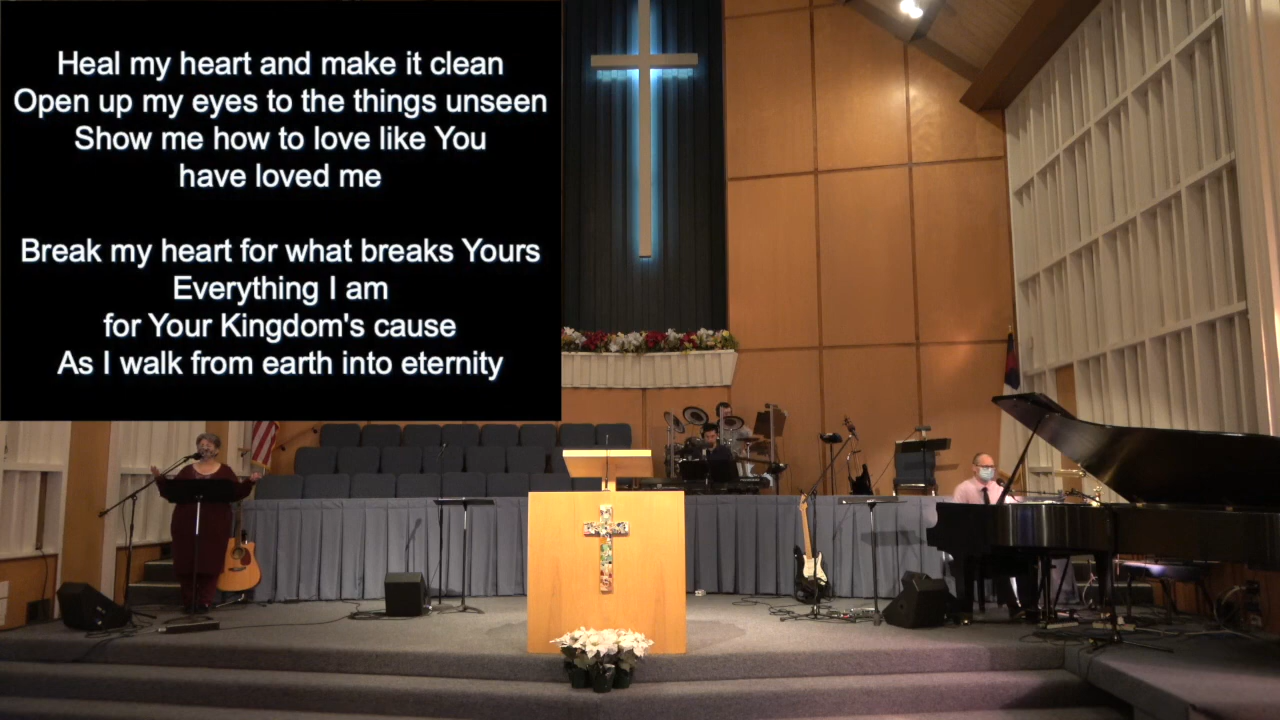 Heal my heart and make it clean
Open up my eyes to the things unseen
Show me how to love like You
have loved me
Break my heart for what breaks Yours
Everything I am
for Your Kingdom's cause
As I walk from earth into eternity